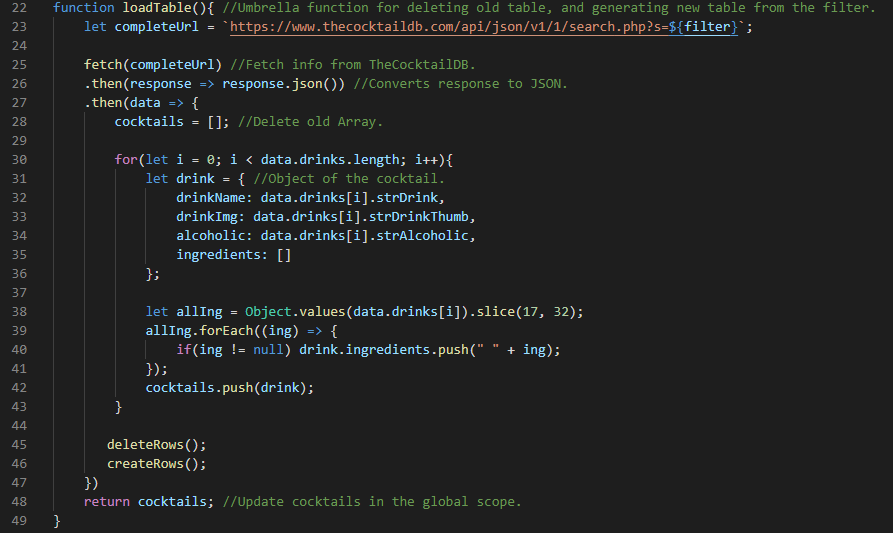 22 function loadTable(){ //Umbrella function for deleting old table, and generating new table from the filter.
23 let completeUrl = `https://www.thecocktaildb.com/api/json/v1/1/search.php?s=${filter}`;
24
25 fetch(completeUrl) //Fetch info from TheCocktailDB.
26 .then(response => response.json()) //Converts response to JSON.
27 .then(data => {
28 cocktails = []; //Delete old Array.
29
30 for(let i = 0; i < data.drinks.length; i++){
31 let drink = { //Object of the cocktail.
32 drinkName: data.drinks[i].strDrink,
33 drinkImg: data.drinks[i].strDrinkThumb,
34 alcoholic: data.drinks[i].strAlcoholic,
35 ingredients: []
36 };
37
38 let allIng = Object.values(data.drinks[i]).slice(17, 32);
39 allIng.forEach((ing) => {
40 if(ing != null) drink.ingredients.push(" " + ing);
41 });
42 cocktails.push(drink);
43 }
44
45 deleteRows();
46 createRows();
47 })
48 return cocktails; //Update cocktails in the global scope.
49 }